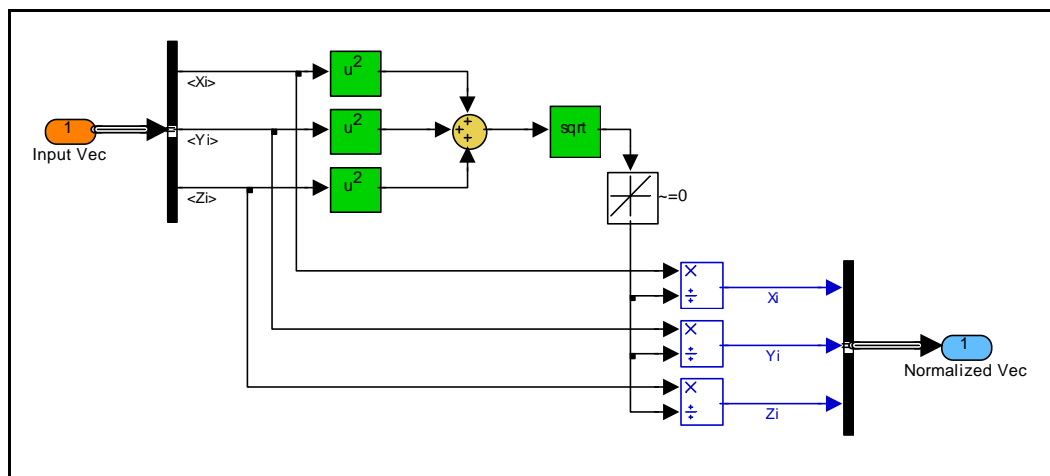 1
Input Vec
<Xi>
<Yi>
<Zi>
u²
u²
u²
+
+
+
sqrt
~=0
×
÷
×
÷
×
÷
Xi
Yi
Zi
1
Normalized Vec